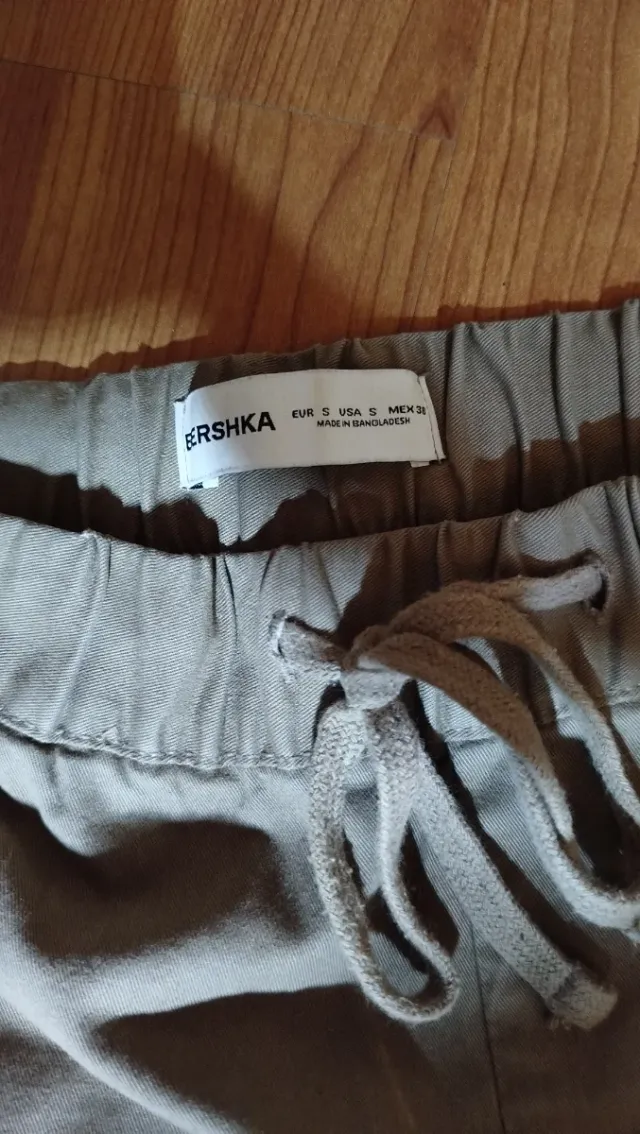 BERSHKA
EUR S USA S MEX 38
MADE IN BANGLADESH